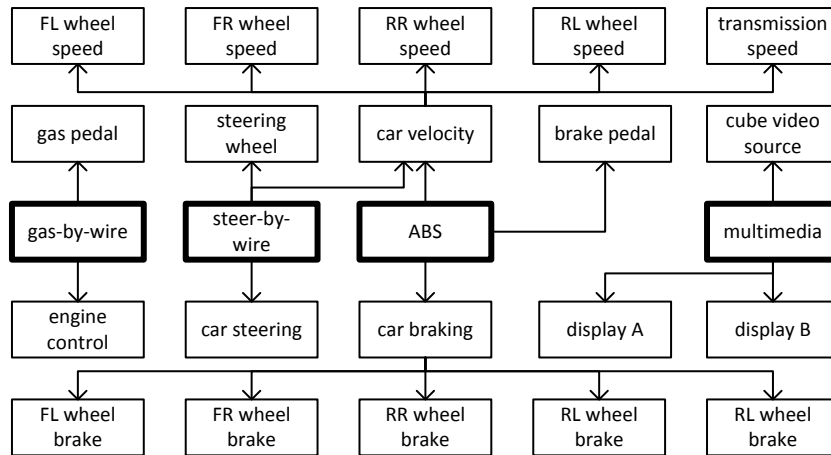 FL wheel
speed
FR wheel
speed
RR wheel
speed
RL wheel
speed
transmission
speed
gas pedal
steering
wheel
car velocity
brake pedal
cube video
source
gas-by-wire
steer-by-
wire
ABS
multimedia
engine
control
car steering
car braking
display A
display B
FL wheel
brake
FR wheel
brake
RR wheel
brake
RL wheel
brake
RL wheel
brake